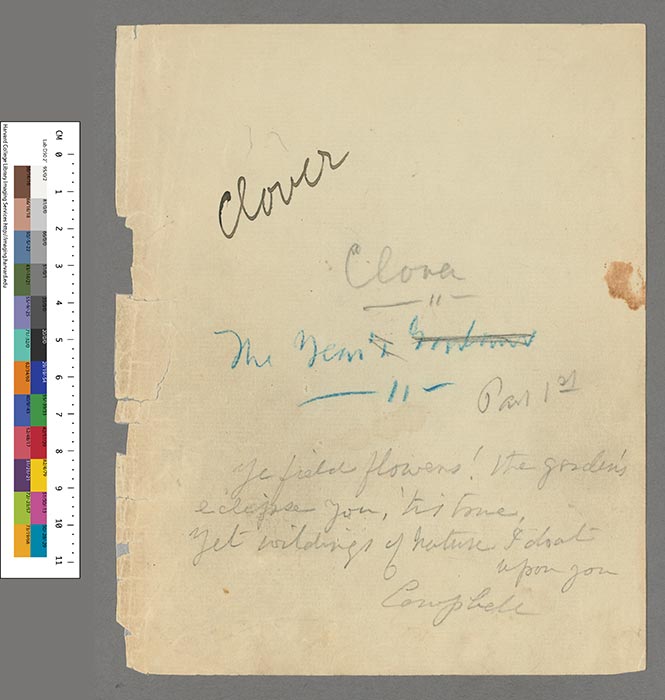 Clover
Clover
The Year's
Part 1st
Ye field flowers! the gardens
eclipse you, 'tis true,
Yet wildings of Nature I doat
upon you
Campbell
CM 0 1 2 3 4 5 6 7 8 9 10 11
Harvard College Library Imaging Services http://imaging.harvard.edu